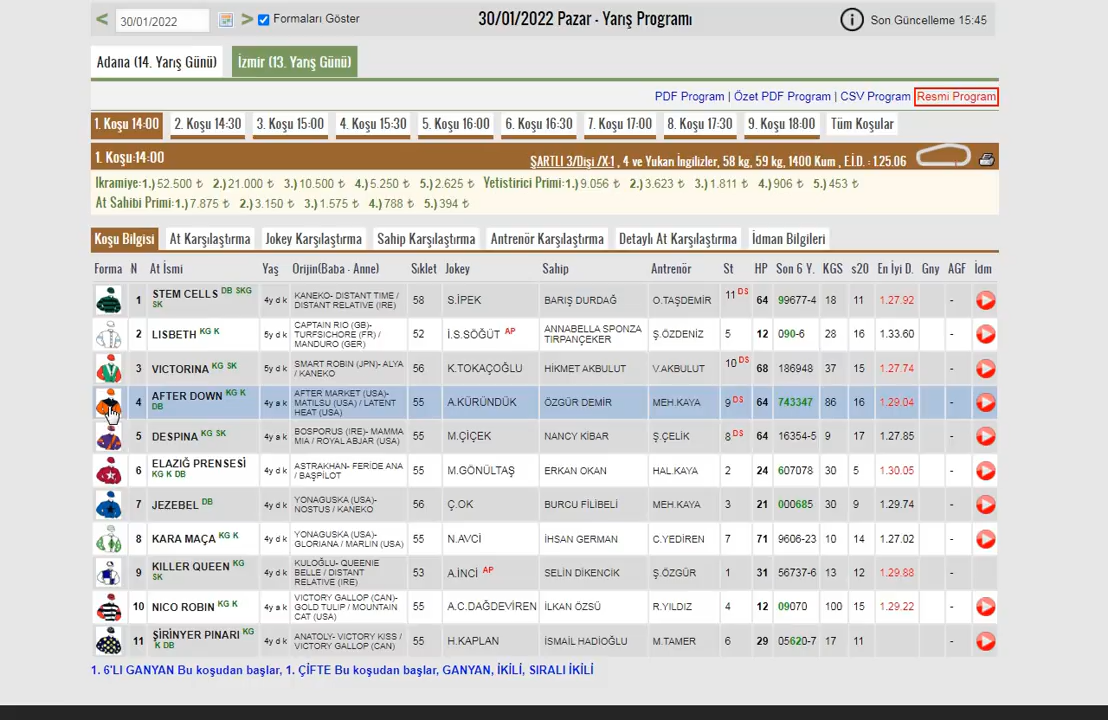 < 30/01/2022 > Formaları Göster 30/01/2022 Pazar - Yarış Programı i Son Güncelleme 15:45
Adana (14. Yarış Günü) İzmir (13. Yarış Günü)
PDF Program | Özet PDF Programı | CSV Program Resmi Program
1. Koşu 14:00 2. Koşu 14:30 3. Koşu 15:00 4. Koşu 15:30 5. Koşu 16:00 6. Koşu 16:30 7. Koşu 17:00 8. Koşu 17:30 9. Koşu 18:00 Tüm Koşular
1. Koşu:14:00 ŞARTLI 3/Dişi /X-1 , 4 ve Yukarı İngilizler, 58 kg, 59 kg, 1400 Kum , E.İ.D. : 1.25.06
İkramiye:1.) 52.500 ₺ 2.) 21.000 ₺ 3.) 10.500 ₺ 4.) 5.250 ₺ 5.) 2.625 ₺ Yetiştirici Primi:1.) 9.056 ₺ 2.) 3.623 ₺ 3.) 1.811 ₺ 4.) 906 ₺ 5.) 453 ₺
At Sahibi Primi:1.) 7.875 ₺ 2.) 3.150 ₺ 3.) 1.575 ₺ 4.) 788 ₺ 5.) 394 ₺
Koşu Bilgisi At Karşılaştırma Jokey Karşılaştırma Sahip Karşılaştırma Antrenör Karşılaştırma Detaylı At Karşılaştırma İdman Bilgileri
Forma N At İsmi Yaş Orijin(Baba - Anne) Sıklet Jokey Sahip Antrenör St HP Son 6 Y. KGS s20 En İyi D. Gny AGF İdm
1 STEM CELLS DB SKG SK 4y d k KANEKO- DISTANT TIME / DISTANT RELATIVE (IRE) 58 S.İPEK BARIŞ DURDAĞ O.TAŞDEMİR 11 DS 64 99677-4 18 11 1.27.92 -
2 LISBETH KG K 5y d k CAPTAIN RIO (GB)- TURFSICHORE (FR) / MANDURO (GER) 52 İ.S.SÖĞÜT AP ANNABELLA SPONZA TIRPANÇEKER Ş.ÖZDENİZ 5 12 090-6 28 16 1.33.60 -
3 VICTORINA KG SK 5y d k SMART ROBIN (JPN)- ALYA / KANEKO 56 K.TOKAÇOĞLU HİKMET AKBULUT V.AKBULUT 10 DS 68 186948 37 15 1.27.74 -
4 AFTER DOWN KG K DB 4y a k AFTER MARKET (USA)- MATILSU (USA) / LATENT HEAT (USA) 55 A.KÜRÜNDÜK ÖZGÜR DEMİR MEH.KAYA 9 DS 64 743347 86 16 1.29.04 -
5 DESPINA KG SK 4y a k BOSPORUS (IRE)- MAMMA MIA / ROYAL ABJAR (USA) 55 M.ÇİÇEK NANCY KİBAR Ş.ÇELİK 8 DS 64 16354-5 9 17 1.27.85 -
6 ELAZIĞ PRENSESİ KG K DB 4y d k ASTRAKHAN- FERİDE ANA / BAŞPİLOT 55 M.GÖNÜLTAŞ ERKAN OKAN HAL.KAYA 2 24 607078 30 5 1.30.05 -
7 JEZEBEL DB 4y d k YONAGUSKA (USA)- NOSTUS / KANEKO 56 Ç.OK BURCU FİLİBELİ MEH.KAYA 3 21 000685 30 9 1.29.74 -
8 KARA MAÇA KG K 4y d k YONAGUSKA (USA)- GLORIANA / MARLIN (USA) 55 N.AVCİ İHSAN GERMAN C.YEDİREN 7 71 9606-23 10 14 1.27.02 -
9 KILLER QUEEN KG SK 4y d k KULOĞLU- QUEENIE BELLE / DISTANT RELATIVE (IRE) 53 A.İNCİ AP SELİN DİKENCİK Ş.ÖZGÜR 1 31 56737-6 13 12 1.29.88 -
10 NICO ROBIN KG K 4y a k VICTORY GALLOP (CAN)- GOLD TULIP / MOUNTAIN CAT (USA) 55 A.C.DAĞDEVİREN İLKAN ÖZSÜ R.YILDIZ 4 12 09070 100 15 1.29.22 -
11 ŞİRİNYER PINARI KG K DB 4y d k ANATOLY- VICTORY KISS / VICTORY GALLOP (CAN) 55 H.KAPLAN İSMAİL HADİOĞLU M.TAMER 6 29 05620-7 17 11 -
1. 6'LI GANYAN Bu koşudan başlar, 1. ÇİFTE Bu koşudan başlar, GANYAN, İKİLİ, SIRALI İKİLİ